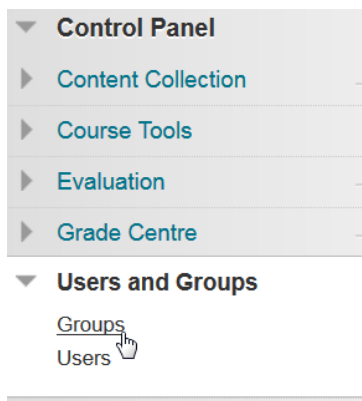 Control Panel
Content Collection
Course Tools
Evaluation
Grade Centre
Users and Groups
Groups
Users